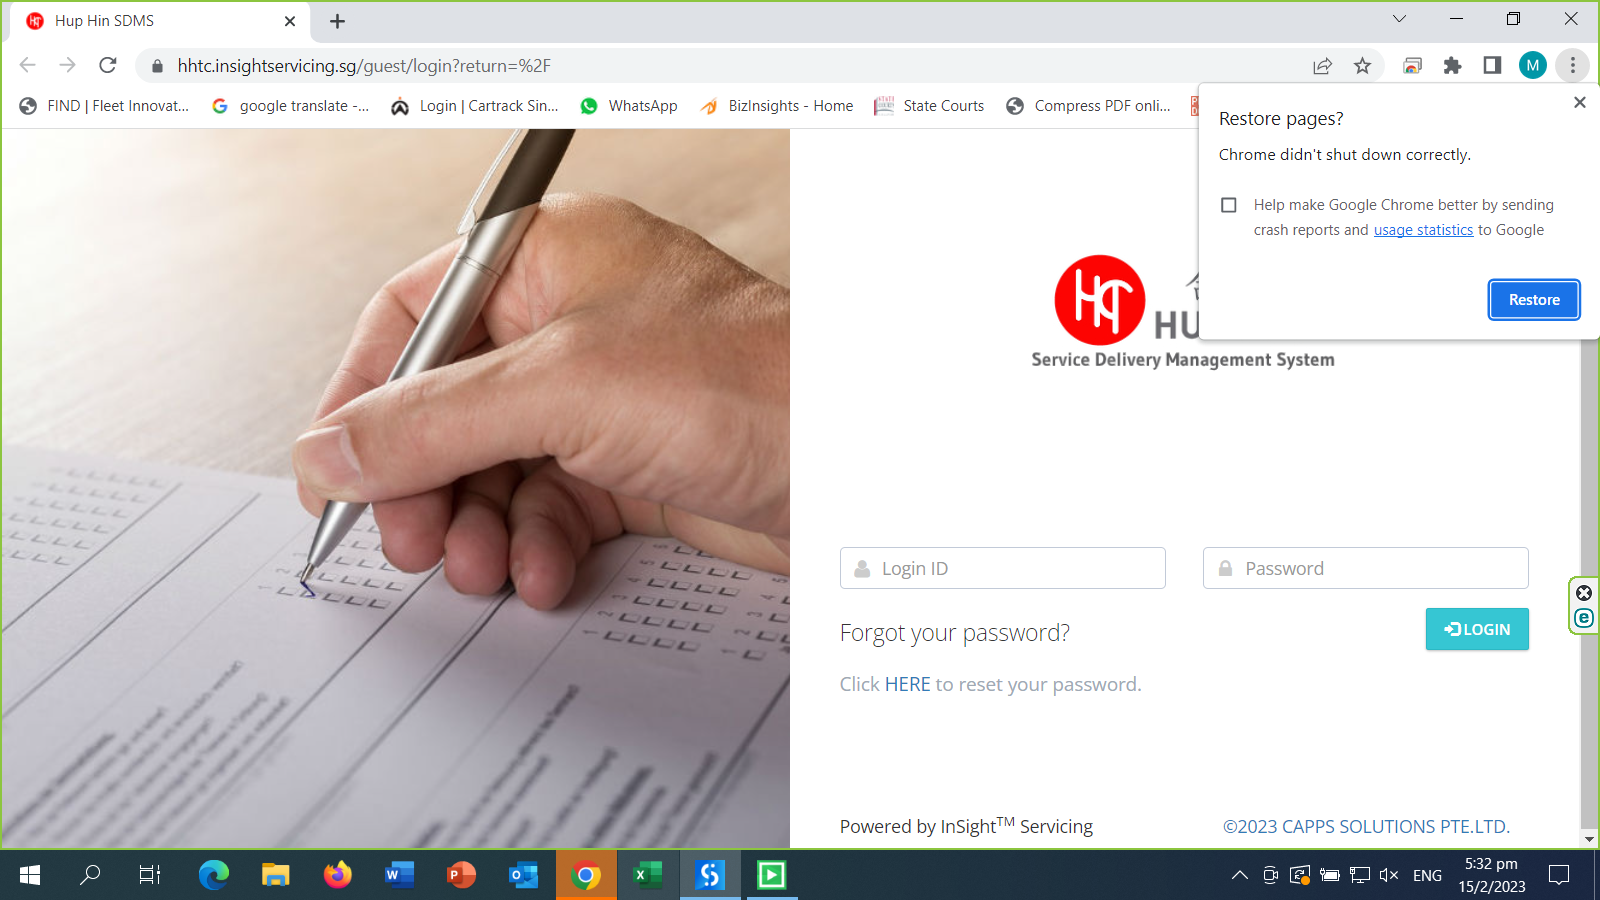 Hup Hin SDMS
hhtc.insightservicing.sg/guest/login?return=%2F
M
FIND | Fleet Innovat...
google translate -...
Login | Cartrack Sin...
WhatsApp
BizInsights - Home
State Courts
Compress PDF onli...
Restore pages?
Chrome didn't shut down correctly.
Help make Google Chrome better by sending
crash reports and usage statistics to Google
Restore
HU
Service Delivery Management System
Login ID
Password
Forgot your password?
LOGIN
Click HERE to reset your password.
Powered by InSight™ Servicing
©2023 CAPPS SOLUTIONS PTE.LTD.
5:32 pm
ENG
15/2/2023